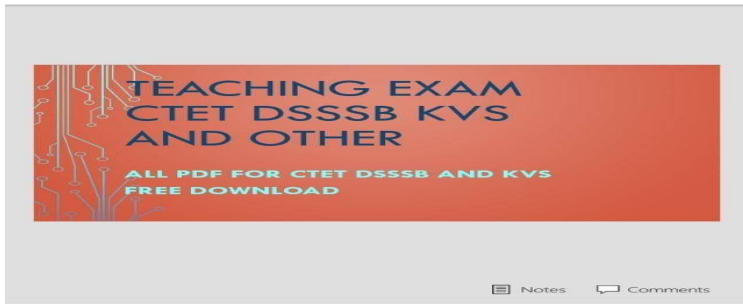 TEACHING EXAM
CTET DSSSB KVS
AND OTHER
ALL PDF FOR CTET DSSSB AND KVS
FREE DOWNLOAD
Notes
Comments